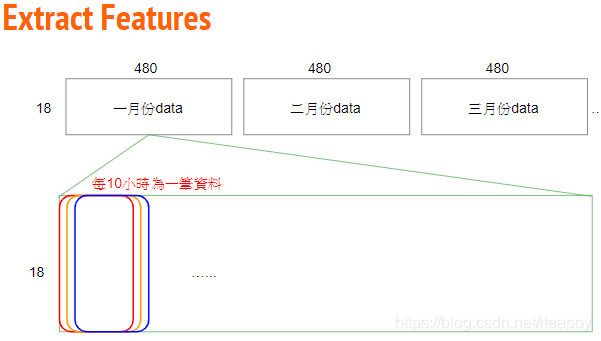 Extract Features
480 480 480
18 一月份data 二月份data 三月份data ..
每10小時為一筆資料
18 ......
https://blog.csdn.net/iteapoy